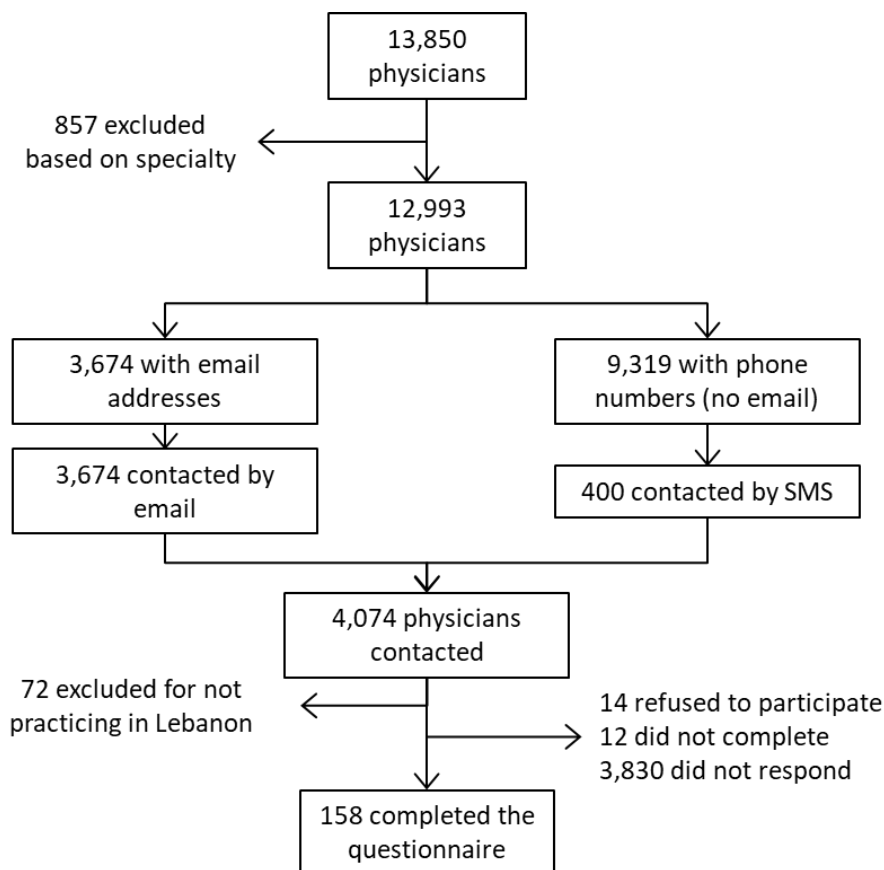 13,850
physicians
857 excluded
based on specialty
12,993
physicians
3,674 with email
addresses
9,319 with phone
numbers (no email)
3,674 contacted by
email
400 contacted by SMS
4,074 physicians
contacted
72 excluded for not
practicing in Lebanon
14 refused to participate
12 did not complete
3,830 did not respond
158 completed the
questionnaire